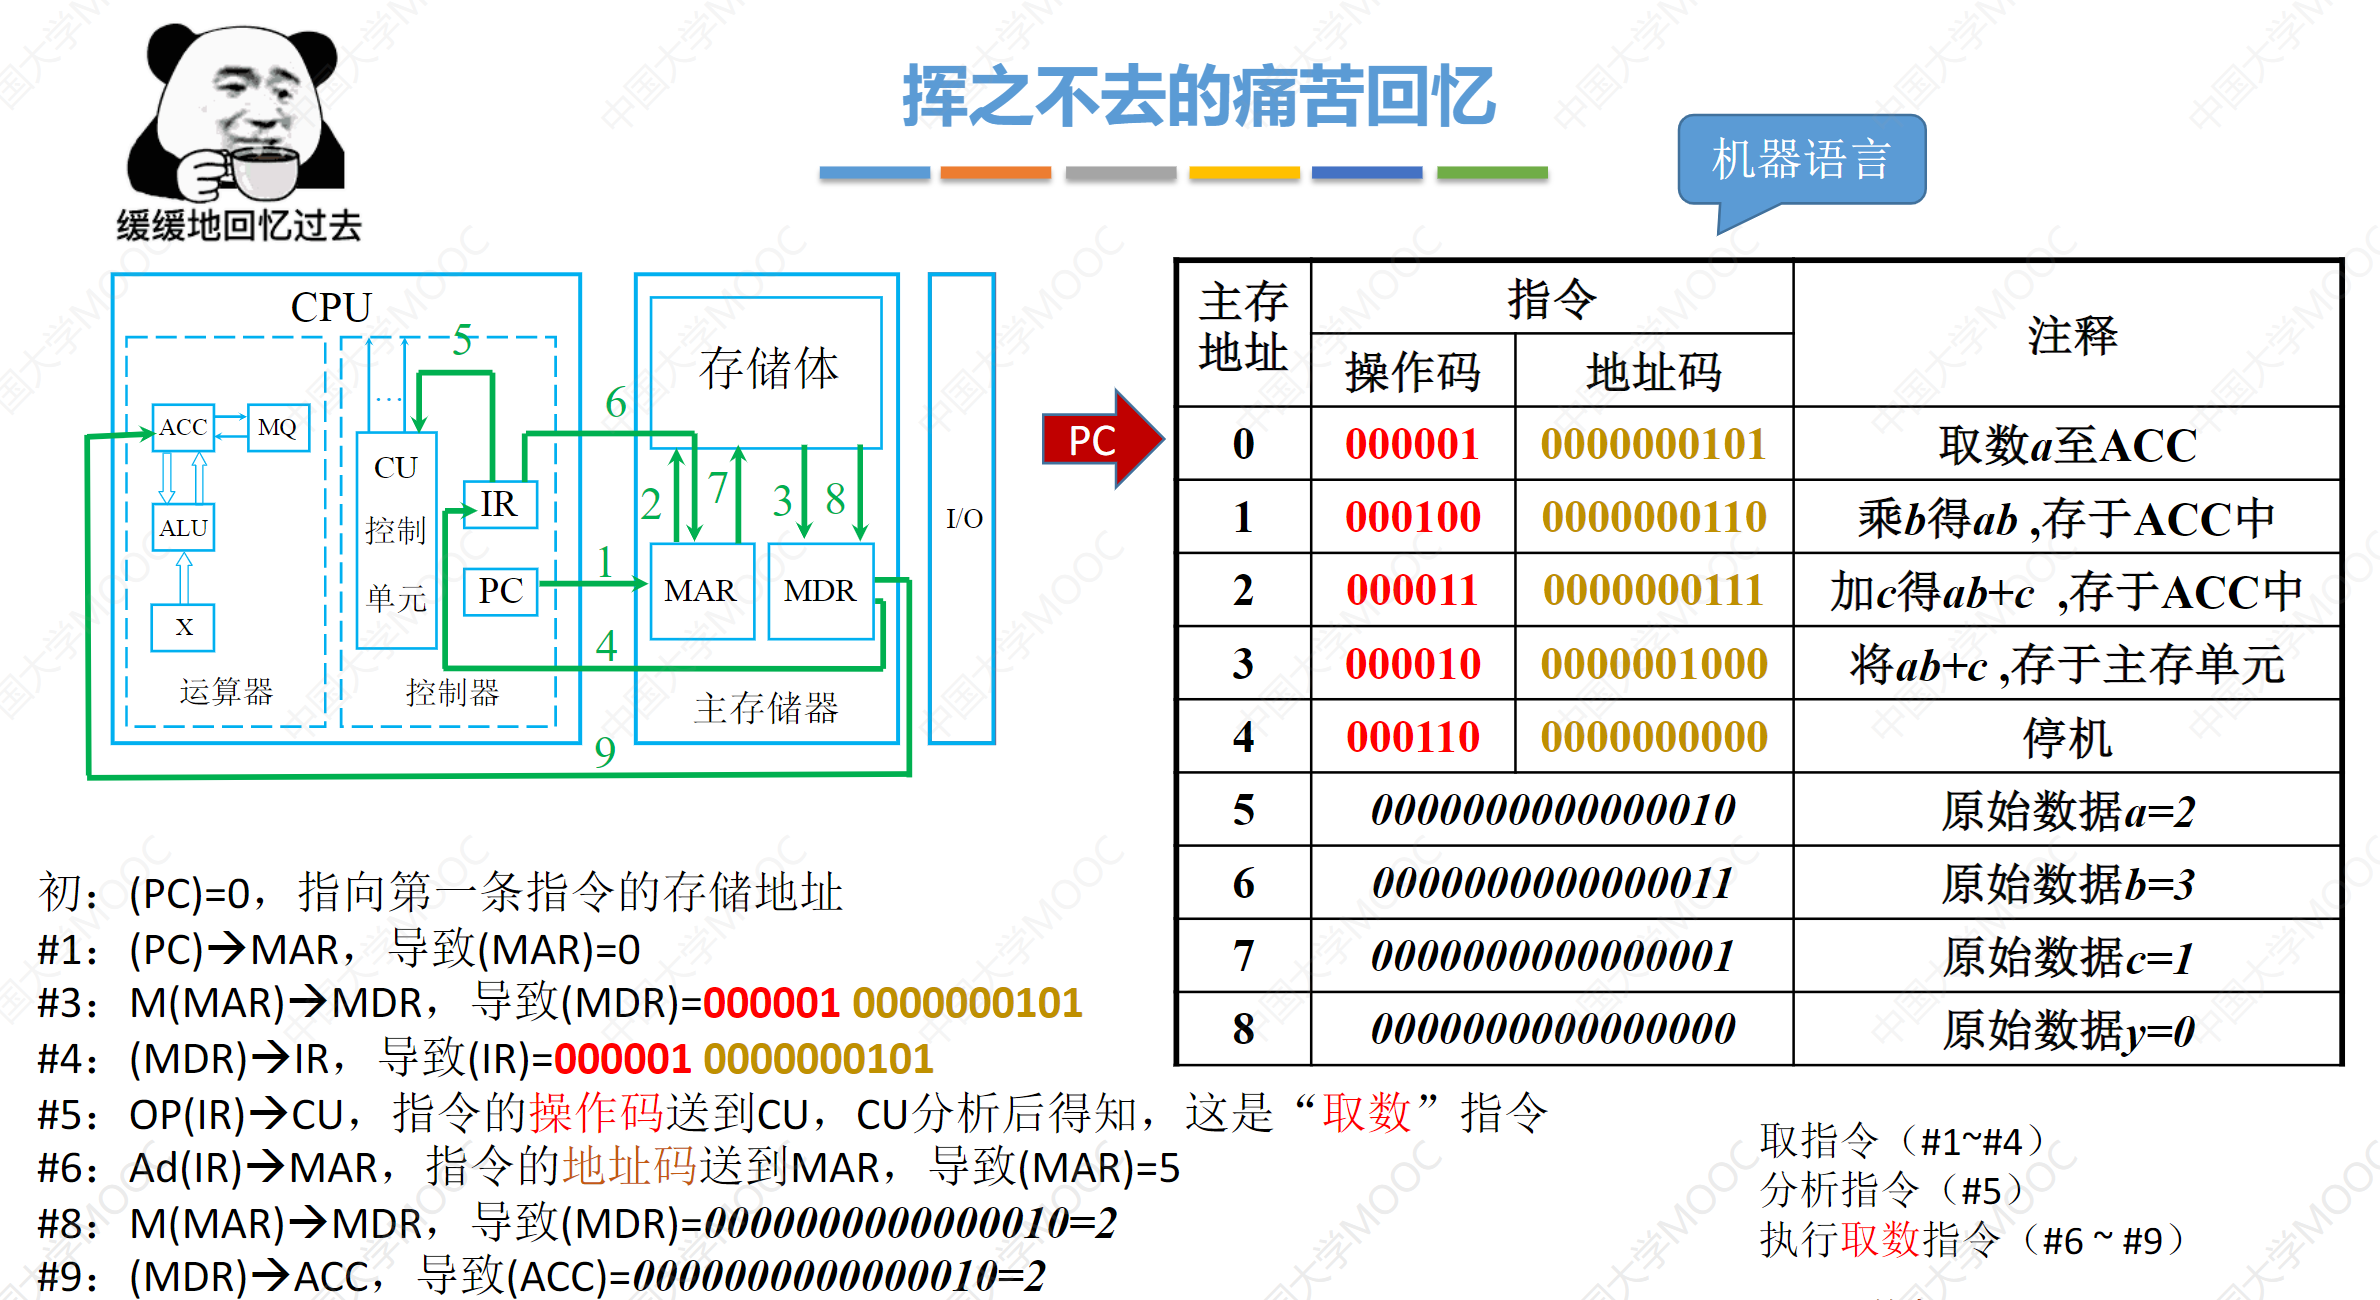 挥之不去的痛苦回忆
机器语言
缓缓地回忆过去
CPU
5
ACC
MQ
ALU
X
运算器
...
CU
控制
单元
IR
PC
控制器
6
1
4
9
存储体
2
7
3
8
MAR
MDR
主存储器
I/O
PC
主存地址 指令 注释
操作码 地址码
0 000001 0000000101 取数a至ACC
1 000100 0000000110 乘b得ab ,存于ACC中
2 000011 0000000111 加c得ab+c ,存于ACC中
3 000010 0000001000 将ab+c ,存于主存单元
4 000110 0000000000 停机
5 0000000000000010 原始数据a=2
6 0000000000000011 原始数据b=3
7 0000000000000001 原始数据c=1
8 0000000000000000 原始数据y=0
初：(PC)=0，指向第一条指令的存储地址
#1：(PC)→MAR，导致(MAR)=0
#3：M(MAR)→MDR，导致(MDR)=000001 0000000101
#4：(MDR)→IR，导致(IR)=000001 0000000101
#5：OP(IR)→CU，指令的操作码送到CU，CU分析后得知，这是“取数”指令
#6：Ad(IR)→MAR，指令的地址码送到MAR，导致(MAR)=5
#8：M(MAR)→MDR，导致(MDR)=0000000000000010=2
#9：(MDR)→ACC，导致(ACC)=0000000000000010=2
取指令（#1~#4）
分析指令（#5）
执行取数指令（#6 ~ #9）
中国大学MOOC